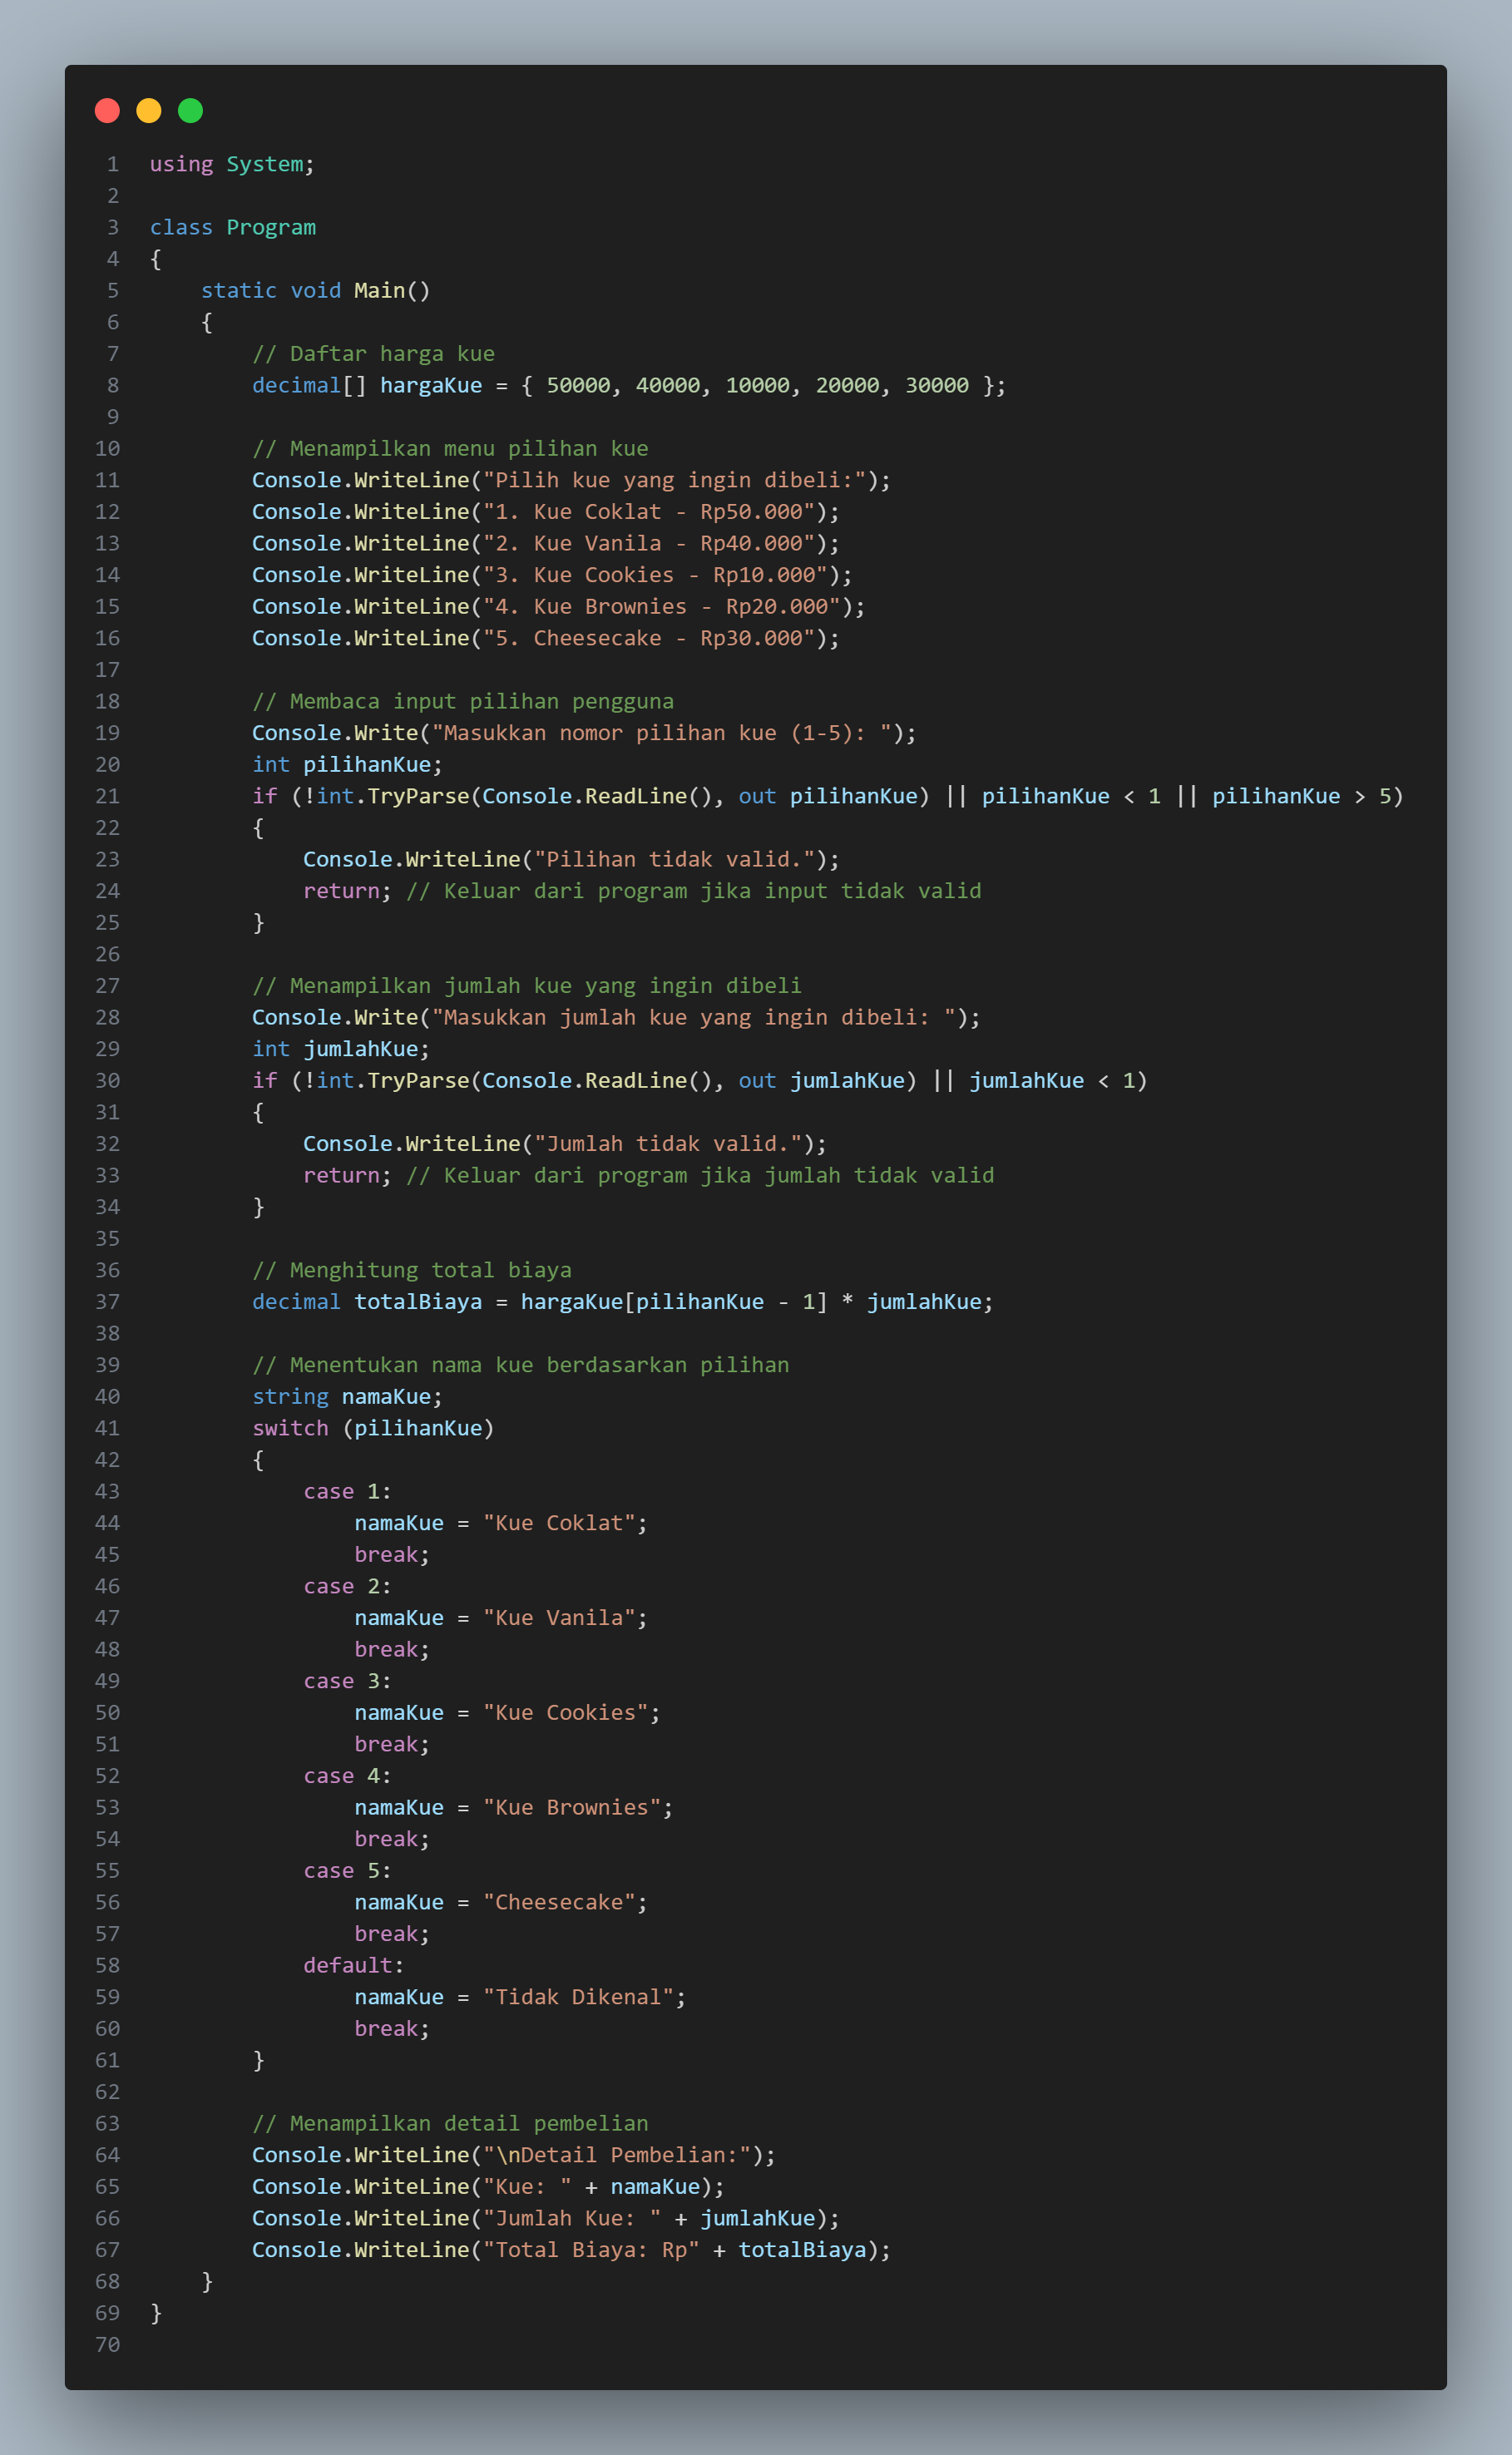 1 using System;
2
3 class Program
4 {
5     static void Main()
6     {
7         // Daftar harga kue
8         decimal[] hargaKue = { 50000, 40000, 10000, 20000, 30000 };
9
10         // Menampilkan menu pilihan kue
11         Console.WriteLine("Pilih kue yang ingin dibeli:");
12         Console.WriteLine("1. Kue Coklat - Rp50.000");
13         Console.WriteLine("2. Kue Vanila - Rp40.000");
14         Console.WriteLine("3. Kue Cookies - Rp10.000");
15         Console.WriteLine("4. Kue Brownies - Rp20.000");
16         Console.WriteLine("5. Cheesecake - Rp30.000");
17
18         // Membaca input pilihan pengguna
19         Console.Write("Masukkan nomor pilihan kue (1-5): ");
20         int pilihanKue;
21         if (!int.TryParse(Console.ReadLine(), out pilihanKue) || pilihanKue < 1 || pilihanKue > 5)
22         {
23             Console.WriteLine("Pilihan tidak valid.");
24             return; // Keluar dari program jika input tidak valid
25         }
26
27         // Menampilkan jumlah kue yang ingin dibeli
28         Console.Write("Masukkan jumlah kue yang ingin dibeli: ");
29         int jumlahKue;
30         if (!int.TryParse(Console.ReadLine(), out jumlahKue) || jumlahKue < 1)
31         {
32             Console.WriteLine("Jumlah tidak valid.");
33             return; // Keluar dari program jika jumlah tidak valid
34         }
35
36         // Menghitung total biaya
37         decimal totalBiaya = hargaKue[pilihanKue - 1] * jumlahKue;
38
39         // Menentukan nama kue berdasarkan pilihan
40         string namaKue;
41         switch (pilihanKue)
42         {
43             case 1:
44                 namaKue = "Kue Coklat";
45                 break;
46             case 2:
47                 namaKue = "Kue Vanila";
48                 break;
49             case 3:
50                 namaKue = "Kue Cookies";
51                 break;
52             case 4:
53                 namaKue = "Kue Brownies";
54                 break;
55             case 5:
56                 namaKue = "Cheesecake";
57                 break;
58             default:
59                 namaKue = "Tidak Dikenal";
60                 break;
61         }
62
63         // Menampilkan detail pembelian
64         Console.WriteLine("\nDetail Pembelian:");
65         Console.WriteLine("Kue: " + namaKue);
66         Console.WriteLine("Jumlah Kue: " + jumlahKue);
67         Console.WriteLine("Total Biaya: Rp" + totalBiaya);
68     }
69 }
70